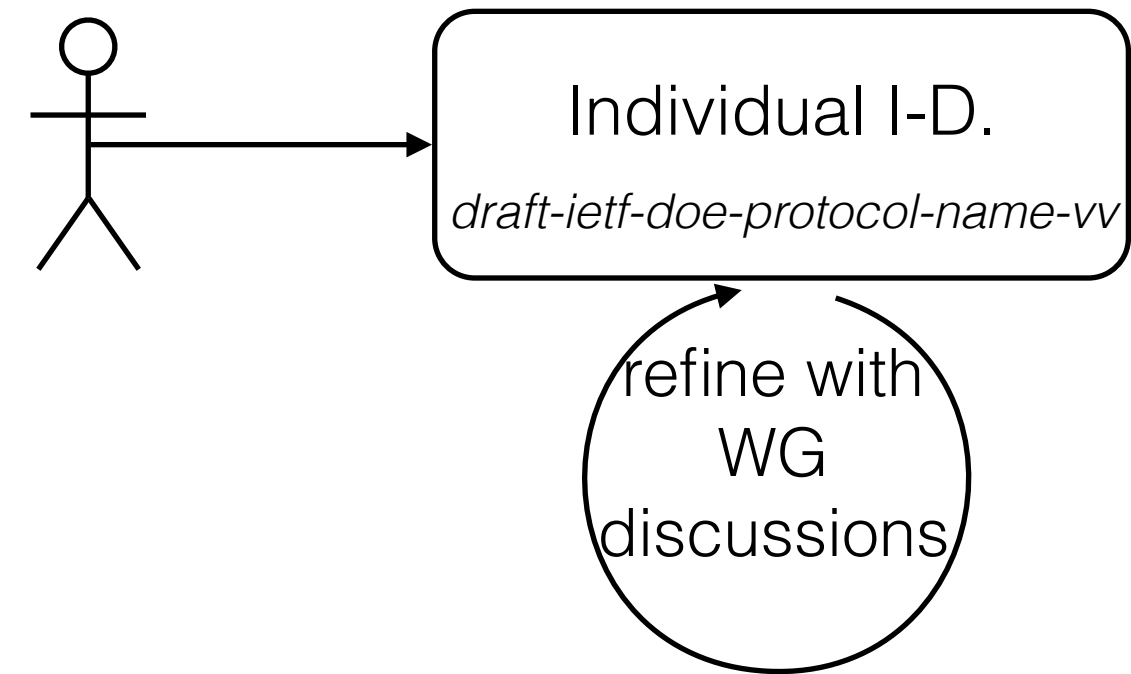 Individual I-D.
draft-ietf-doe-protocol-name-vv
refine with
WG
discussions